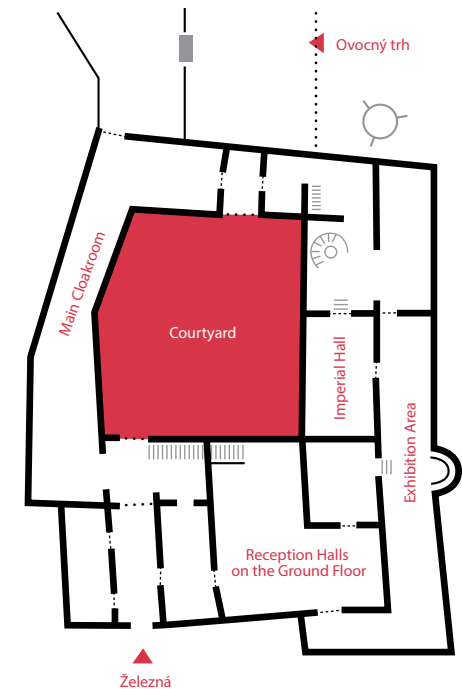 Ovocný trh
Main Cloakroom
Courtyard
Imperial Hall
Exhibition Area
Reception Halls
on the Ground Floor
Železná